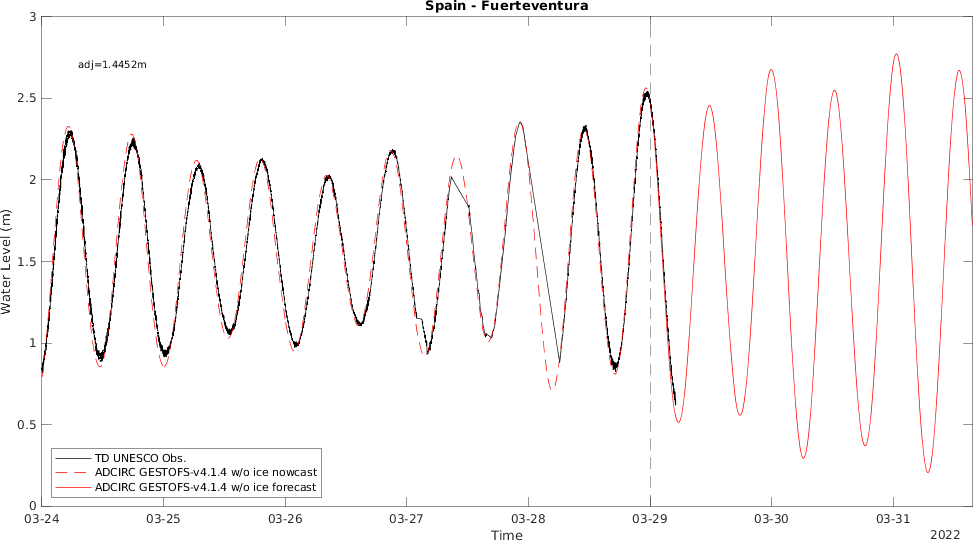 Spain - Fuerteventura
3
adj=1.4452m
2.5
2
1.5
1
0.5
0
Water Level (m)
TD UNESCO Obs.
ADCIRC GESTOFS-v4.1.4 w/o ice nowcast
ADCIRC GESTOFS-v4.1.4 w/o ice forecast
03-24 03-25 03-26 03-27 03-28 03-29 03-30 03-31
Time
2022